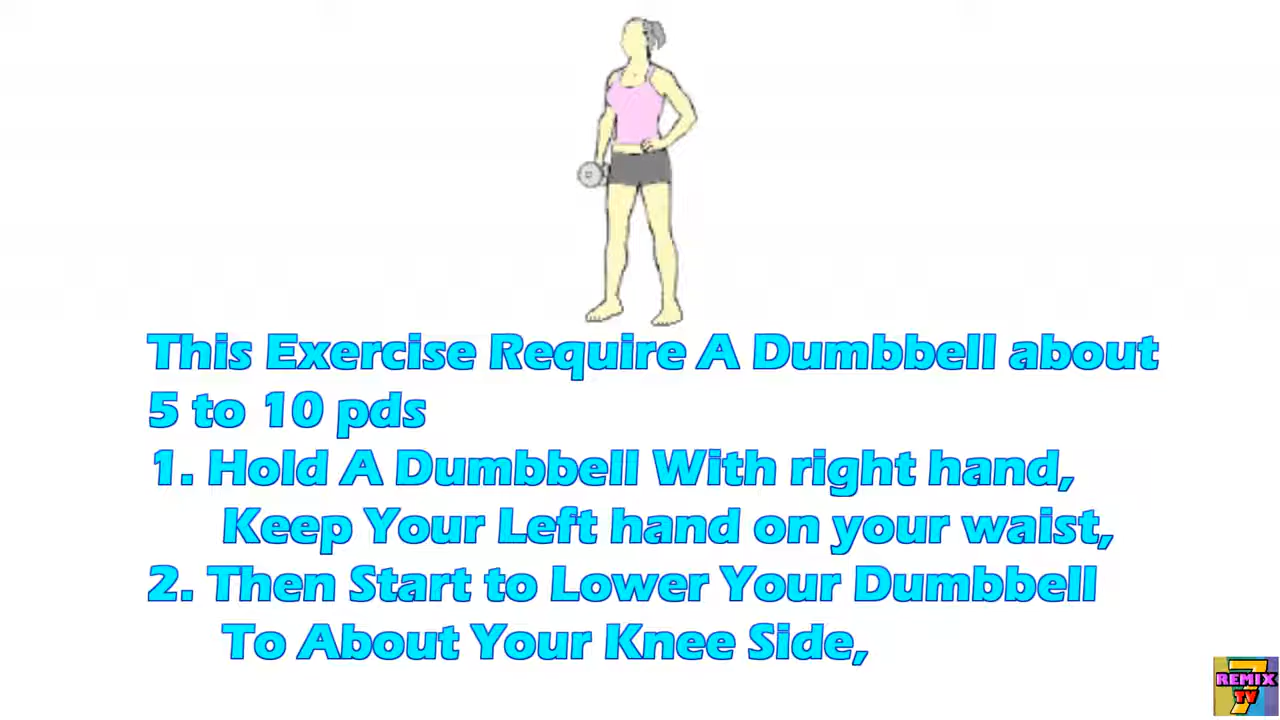 This Exercise Require A Dumbbell about
5 to 10 pds
1. Hold A Dumbbell With right hand,
Keep Your Left hand on your waist,
2. Then Start to Lower Your Dumbbell
To About Your Knee Side,
7
REMIX
TV